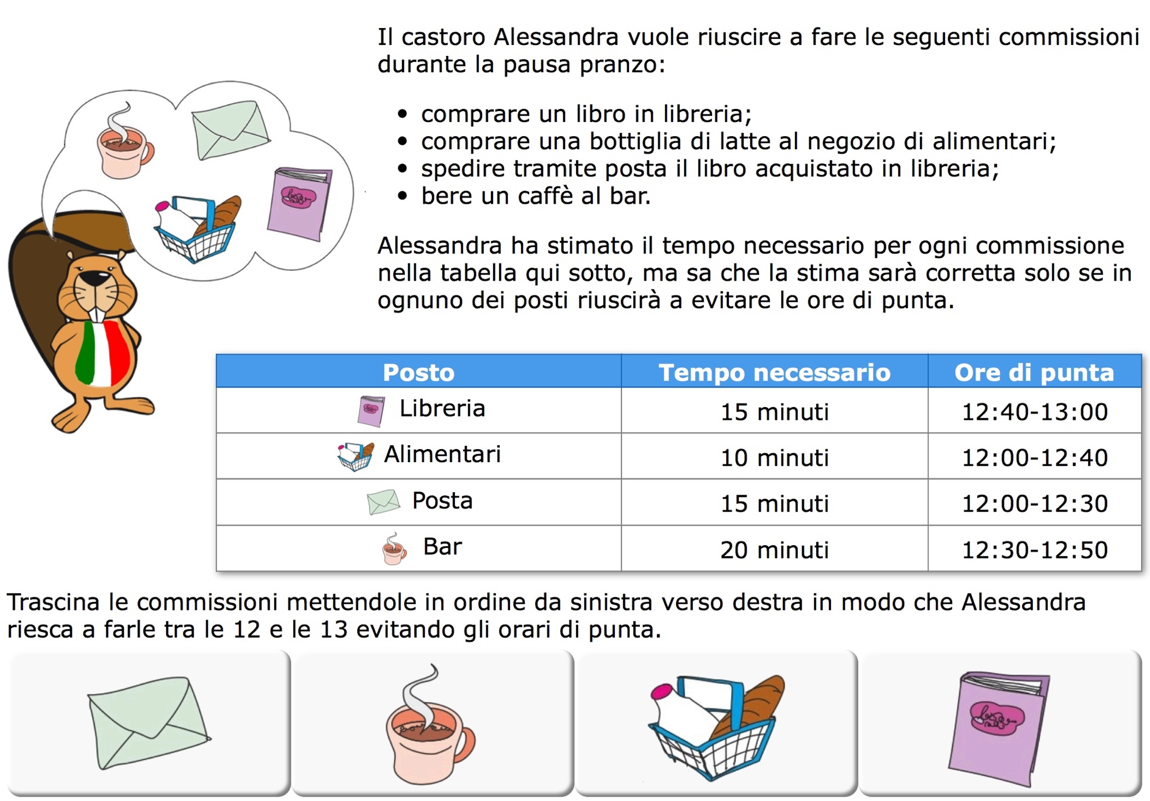 Il castoro Alessandra vuole riuscire a fare le seguenti commissioni
durante la pausa pranzo:
• comprare un libro in libreria;
• comprare una bottiglia di latte al negozio di alimentari;
• spedire tramite posta il libro acquistato in libreria;
• bere un caffè al bar.
Alessandra ha stimato il tempo necessario per ogni commissione
nella tabella qui sotto, ma sa che la stima sarà corretta solo se in
ognuno dei posti riuscirà a evitare le ore di punta.
Posto Tempo necessario Ore di punta
Libreria 15 minuti 12:40-13:00
Alimentari 10 minuti 12:00-12:40
Posta 15 minuti 12:00-12:30
Bar 20 minuti 12:30-12:50
Trascina le commissioni mettendole in ordine da sinistra verso destra in modo che Alessandra
riesca a farle tra le 12 e le 13 evitando gli orari di punta.